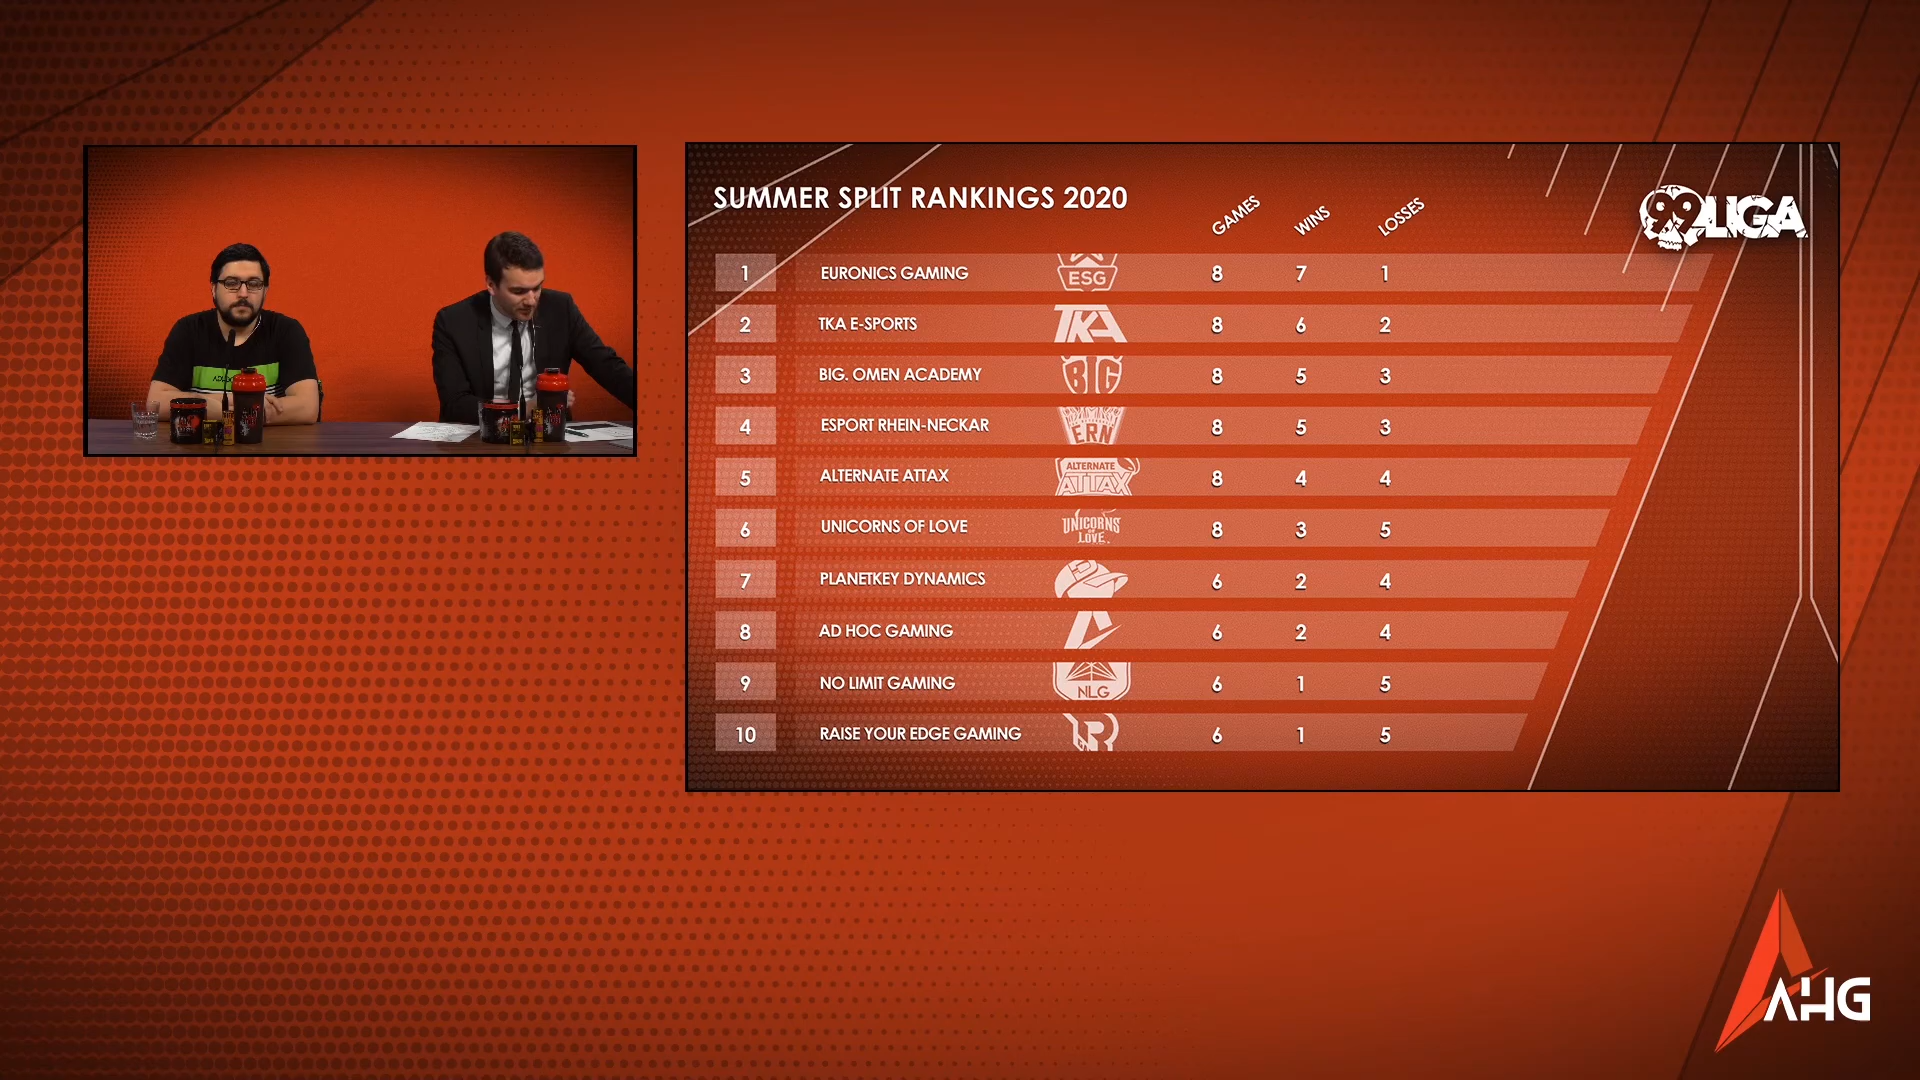 SUMMER SPLIT RANKINGS 2020
GAMES WINS LOSSES
99LIGA
1 EURONICS GAMING ESG 8 7 1
2 TKA E-SPORTS TKA 8 6 2
3 BIG. OMEN ACADEMY BIG 8 5 3
4 ESPORT RHEIN-NECKAR ERN 8 5 3
5 ALTERNATE ATTAX ALTERNATE ATTAX 8 4 4
6 UNICORNS OF LOVE UNICORNS OF LOVE 8 3 5
7 PLANETKEY DYNAMICS 6 2 4
8 AD HOC GAMING 6 2 4
9 NO LIMIT GAMING NLG 6 1 5
10 RAISE YOUR EDGE GAMING 6 1 5
AHG